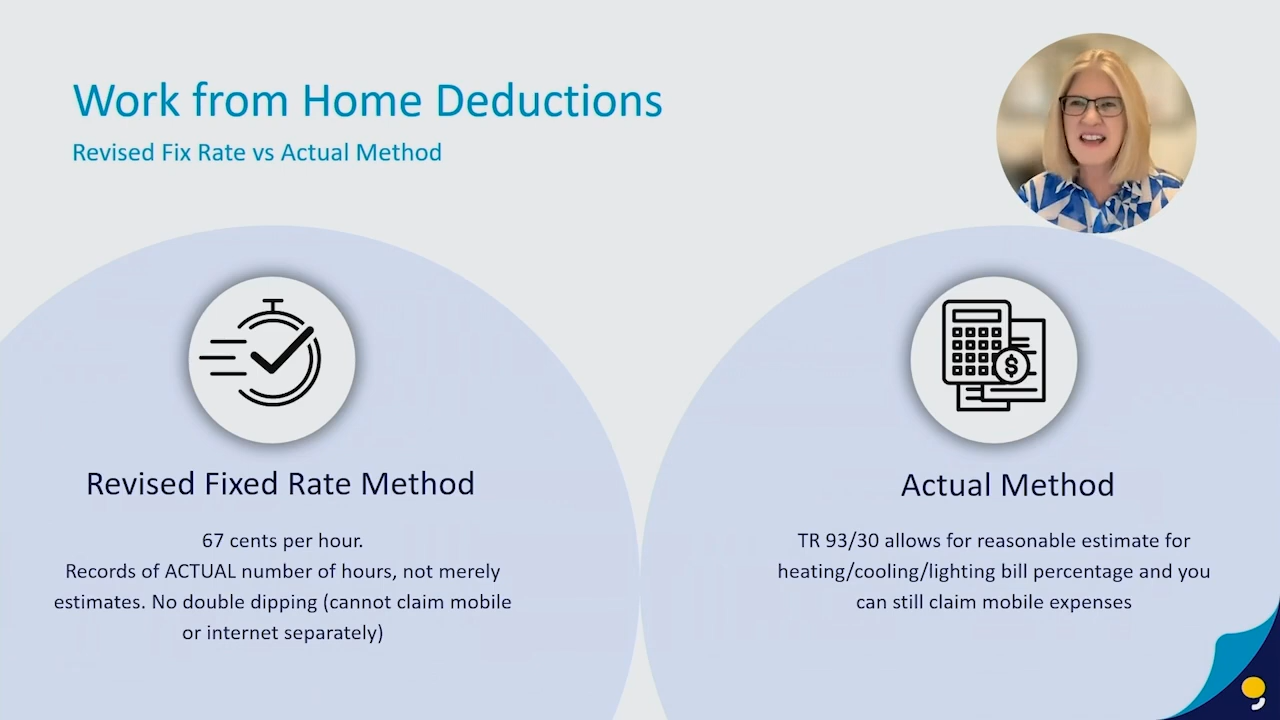 Work from Home Deductions
Revised Fix Rate vs Actual Method
Revised Fixed Rate Method
67 cents per hour.
Records of ACTUAL number of hours, not merely
estimates. No double dipping (cannot claim mobile
or internet separately)
Actual Method
TR 93/30 allows for reasonable estimate for
heating/cooling/lighting bill percentage and you
can still claim mobile expenses